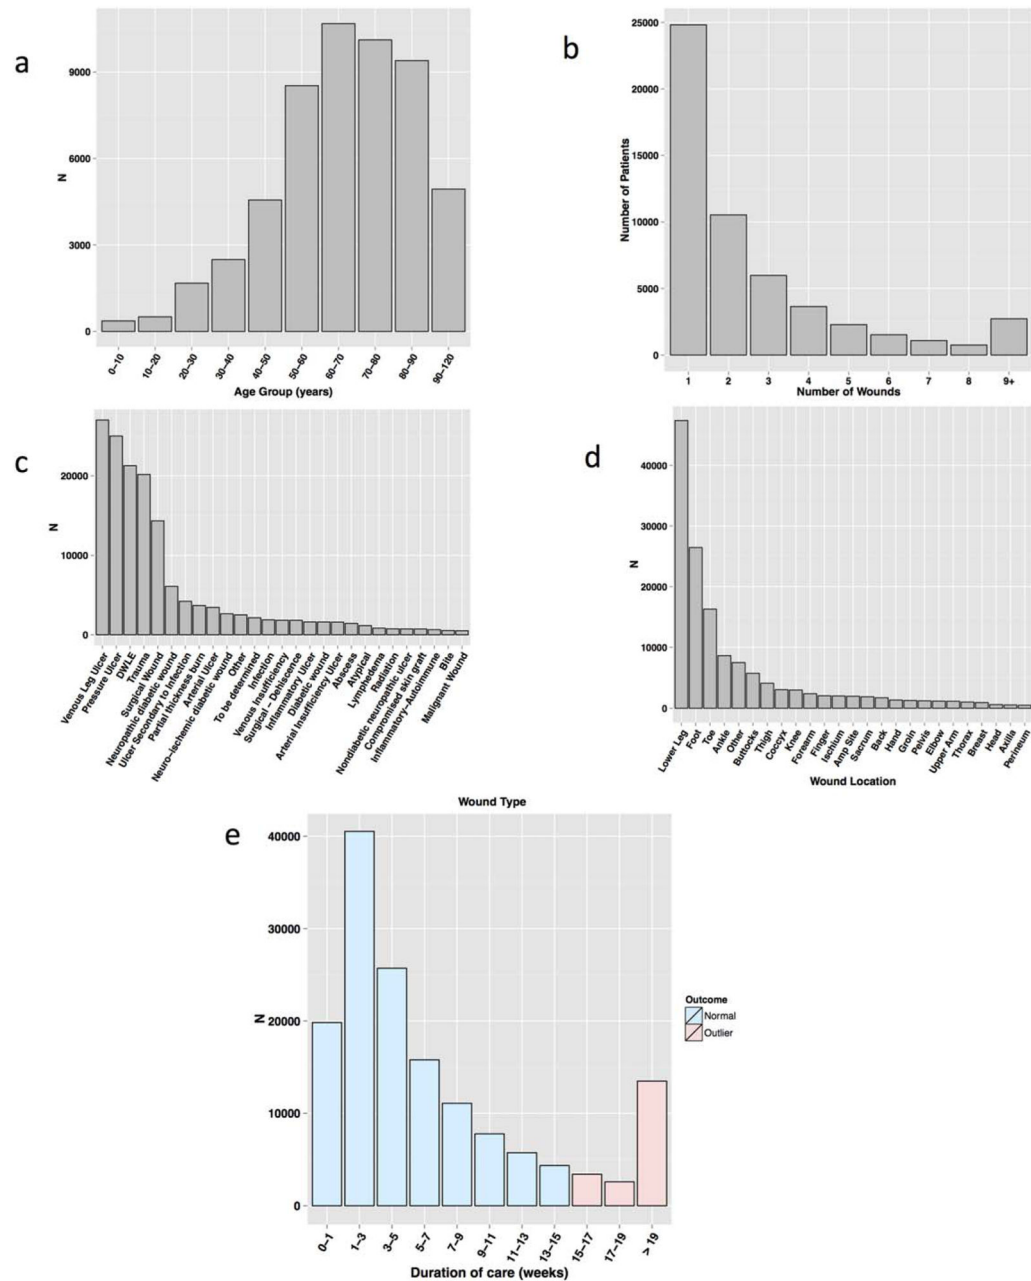 a
9000
6000
3000
0
N
0–10
10–20
20–30
30–40
40–50
50–60
60–70
70–80
80–90
90–120
Age Group (years)
b
25000
20000
15000
10000
5000
0
Number of Patients
1
2
3
4
5
6
7
8
9+
Number of Wounds
c
20000
10000
0
N
Venous Leg Ulcer
Pressure Ulcer
DWLE
Trauma
Surgical Wound
Neuropathic diabetic wound
Ulcer Secondary to Infection
Partial thickness burn
Arterial Ulcer
Neuro–ischemic diabetic wound
Other
To be determined
Infection
Venous Insufficiency
Surgical – Dehiscence
Inflammatory Ulcer
Diabetic wound
Arterial Insufficiency Ulcer
Abscess
Atypical
Lymphedema
Radiation
Nondiabetic neuropathic ulcer
Compromised skin graft
Inflammatory–Autoimmune
Bite
Malignant Wound
Wound Type
d
40000
30000
20000
10000
0
N
Lower Leg
Foot
Toe
Ankle
Other
Buttocks
Thigh
Coccyx
Knee
Forearm
Finger
Ischium
Amp Site
Sacrum
Back
Hand
Groin
Pelvis
Elbow
Upper Arm
Thorax
Breast
Head
Axilla
Perineum
Wound Location
e
40000
30000
20000
10000
0
N
0–1
1–3
3–5
5–7
7–9
9–11
11–13
13–15
15–17
17–19
> 19
Duration of care (weeks)
Outcome
Normal
Outlier